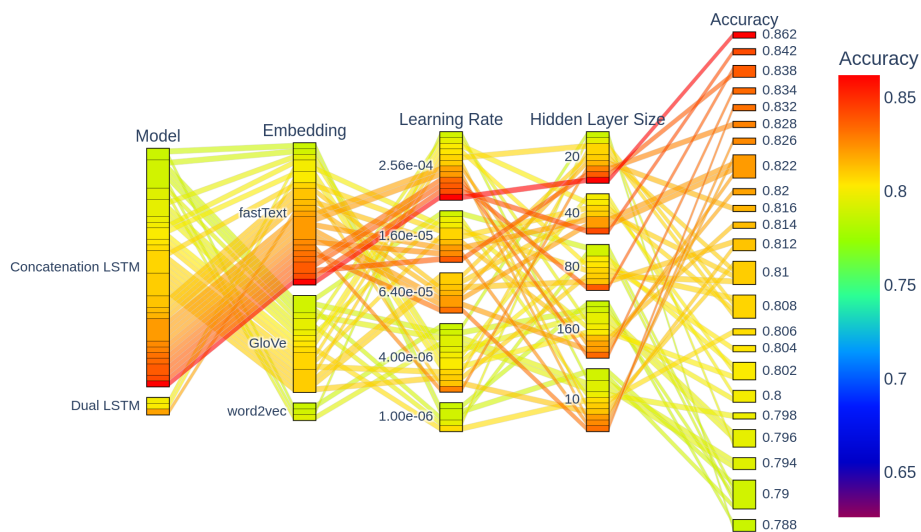 Model
Concatenation LSTM
Dual LSTM
Embedding
fastText
GloVe
word2vec
Learning Rate
2.56e-04
1.60e-05
6.40e-05
4.00e-06
1.00e-06
Hidden Layer Size
20
40
80
160
10
Accuracy
0.862
0.842
0.838
0.834
0.832
0.828
0.826
0.822
0.82
0.816
0.814
0.812
0.81
0.808
0.806
0.804
0.802
0.8
0.798
0.796
0.794
0.79
0.788
Accuracy
0.85
0.8
0.75
0.7
0.65